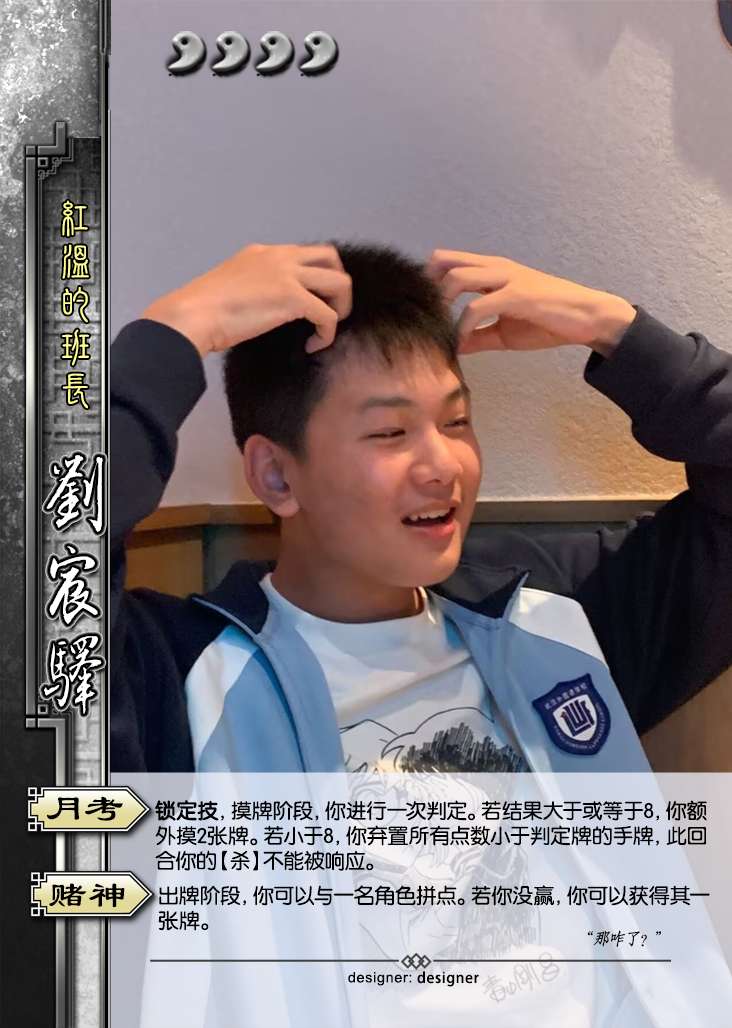 紅溫的班長
劉宸驛
月考
锁定技，摸牌阶段，你进行一次判定。若结果大于或等于8，你额
外摸2张牌。若小于8，你弃置所有点数小于判定牌的手牌，此回
合你的【杀】不能被响应。
赌神
出牌阶段，你可以与一名角色拼点。若你没赢，你可以获得其一
张牌。
“那咋了？”
designer: designer